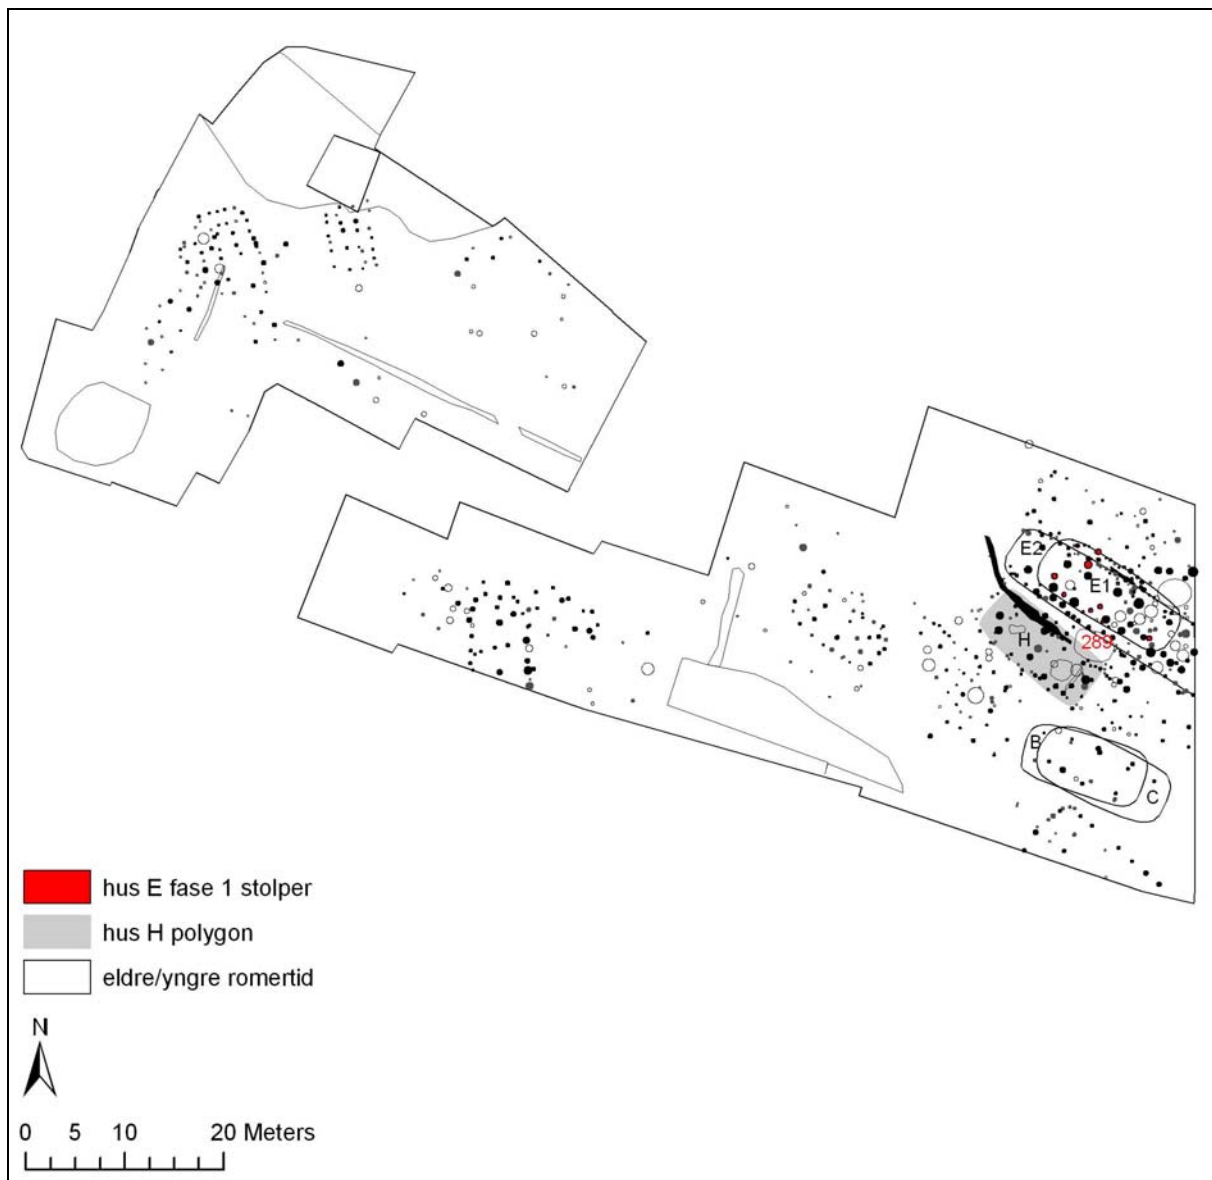 E2
E1
289
H
B
C
hus E fase 1 stolper
hus H polygon
eldre/yngre romertid
N
0 5 10 20 Meters